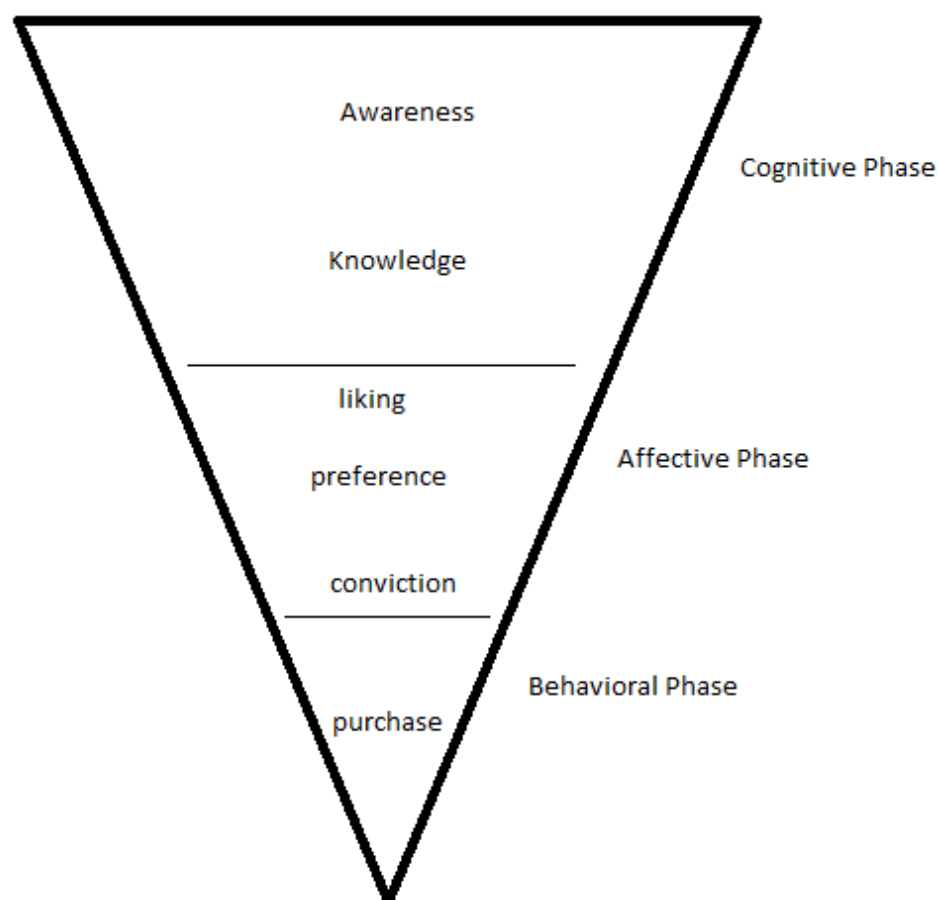 Awareness
Cognitive Phase
Knowledge
liking
Affective Phase
preference
conviction
Behavioral Phase
purchase